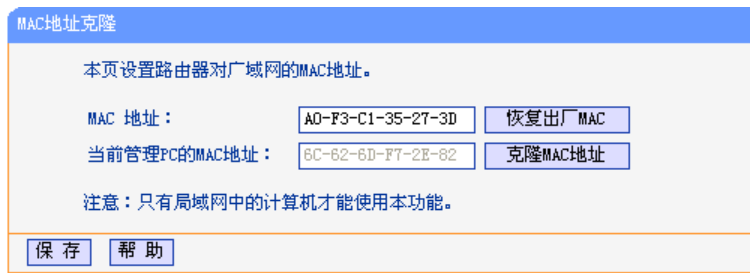 MAC地址克隆
本页设置路由器对广域网的MAC地址。
MAC 地址： A0-F3-C1-35-27-3D 恢复出厂MAC
当前管理PC的MAC地址： 6C-62-6D-F7-2E-82 克隆MAC地址
注意：只有局域网中的计算机才能使用本功能。
保 存 帮 助